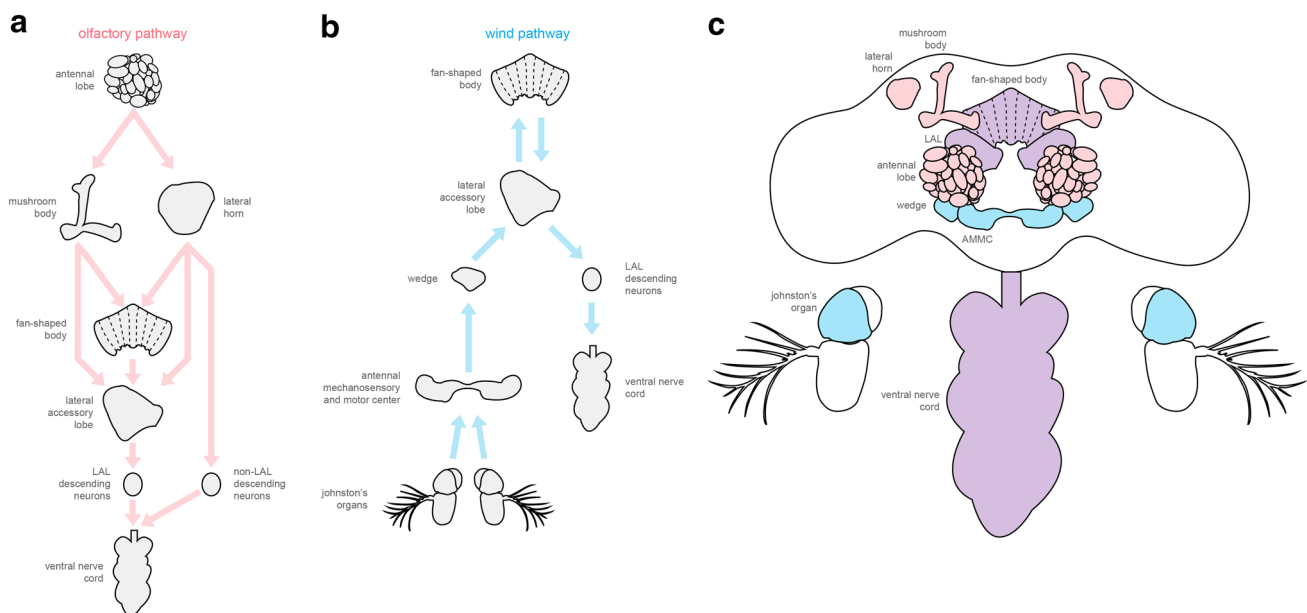 a
olfactory pathway
antennal
lobe
mushroom
body
lateral
horn
fan-shaped
body
lateral
accessory
lobe
LAL
descending
neurons
non-LAL
descending
neurons
ventral nerve
cord
b
wind pathway
fan-shaped
body
lateral
accessory
lobe
wedge
LAL
descending
neurons
antennal
mechanosensory
and motor center
ventral nerve
cord
johnston's
organs
c
mushroom
body
lateral
horn
fan-shaped body
LAL
antennal
lobe
wedge
AMMC
johnston's
organ
ventral nerve
cord